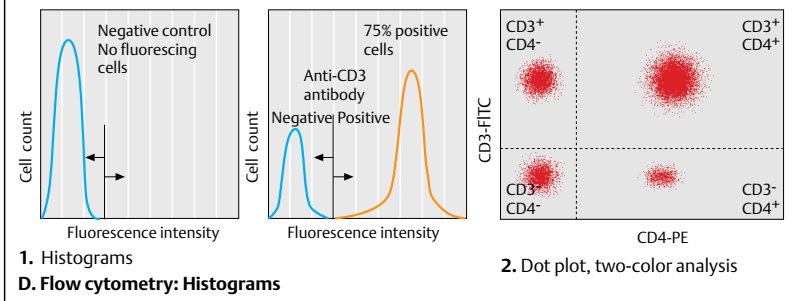 Negative control
No fluorescing
cells
Cell count
Fluorescence intensity
75% positive
cells
Anti-CD3
antibody
Negative Positive
Cell count
Fluorescence intensity
1. Histograms
D. Flow cytometry: Histograms
CD3+
CD4-
CD3+
CD4+
CD3-FITC
CD3-
CD4-
CD3-
CD4+
CD4-PE
2. Dot plot, two-color analysis